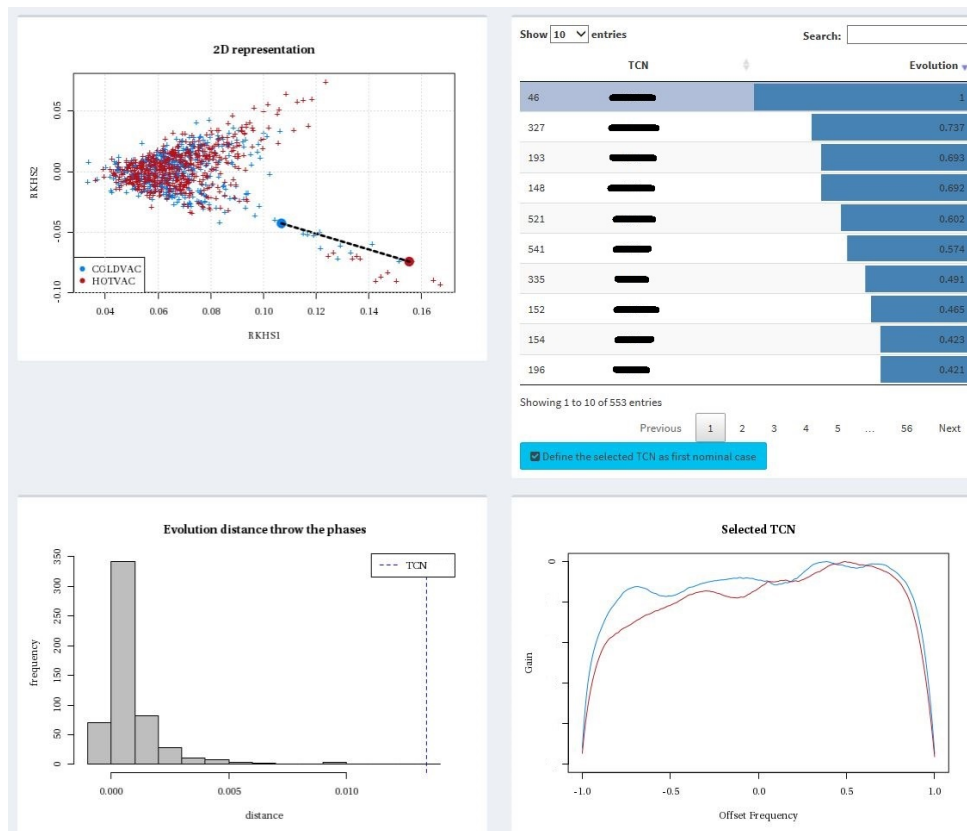 2D representation
0.05
0.00
-0.05
-0.10
RKHS2
COLDVAC
HOTVAC
0.04 0.06 0.08 0.10 0.12 0.14 0.16
RKHS1
Show 10 entries
Search:
TCN Evolution
46 1
327 0.737
193 0.693
148 0.692
521 0.602
541 0.574
335 0.491
152 0.465
154 0.423
196 0.421
Showing 1 to 10 of 553 entries
Previous 1 2 3 4 5 ... 56 Next
Define the selected TCN as first nominal case
Evolution distance throw the phases
TCN
350
300
250
200
150
100
50
0
frequency
0.000 0.005 0.010
distance
Selected TCN
0
Gain
-1.0 -0.5 0.0 0.5 1.0
Offset Frequency